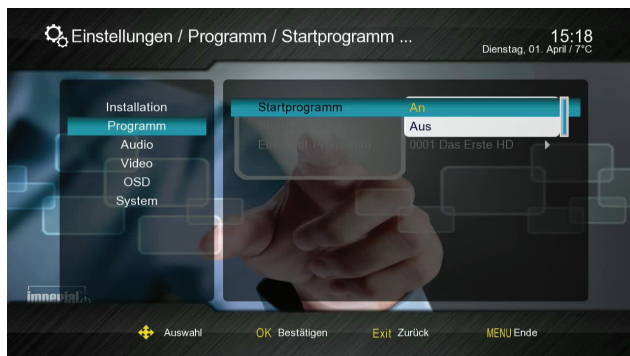 Einstellungen / Programm / Startprogramm ...
15:18
Dienstag, 01. April / 7°C
Installation
Programm
Audio
Video
OSD
System
Startprogramm
An
Aus
0001 Das Erste HD
imperial
Auswahl
OK Bestätigen
Exit Zurück
MENU Ende